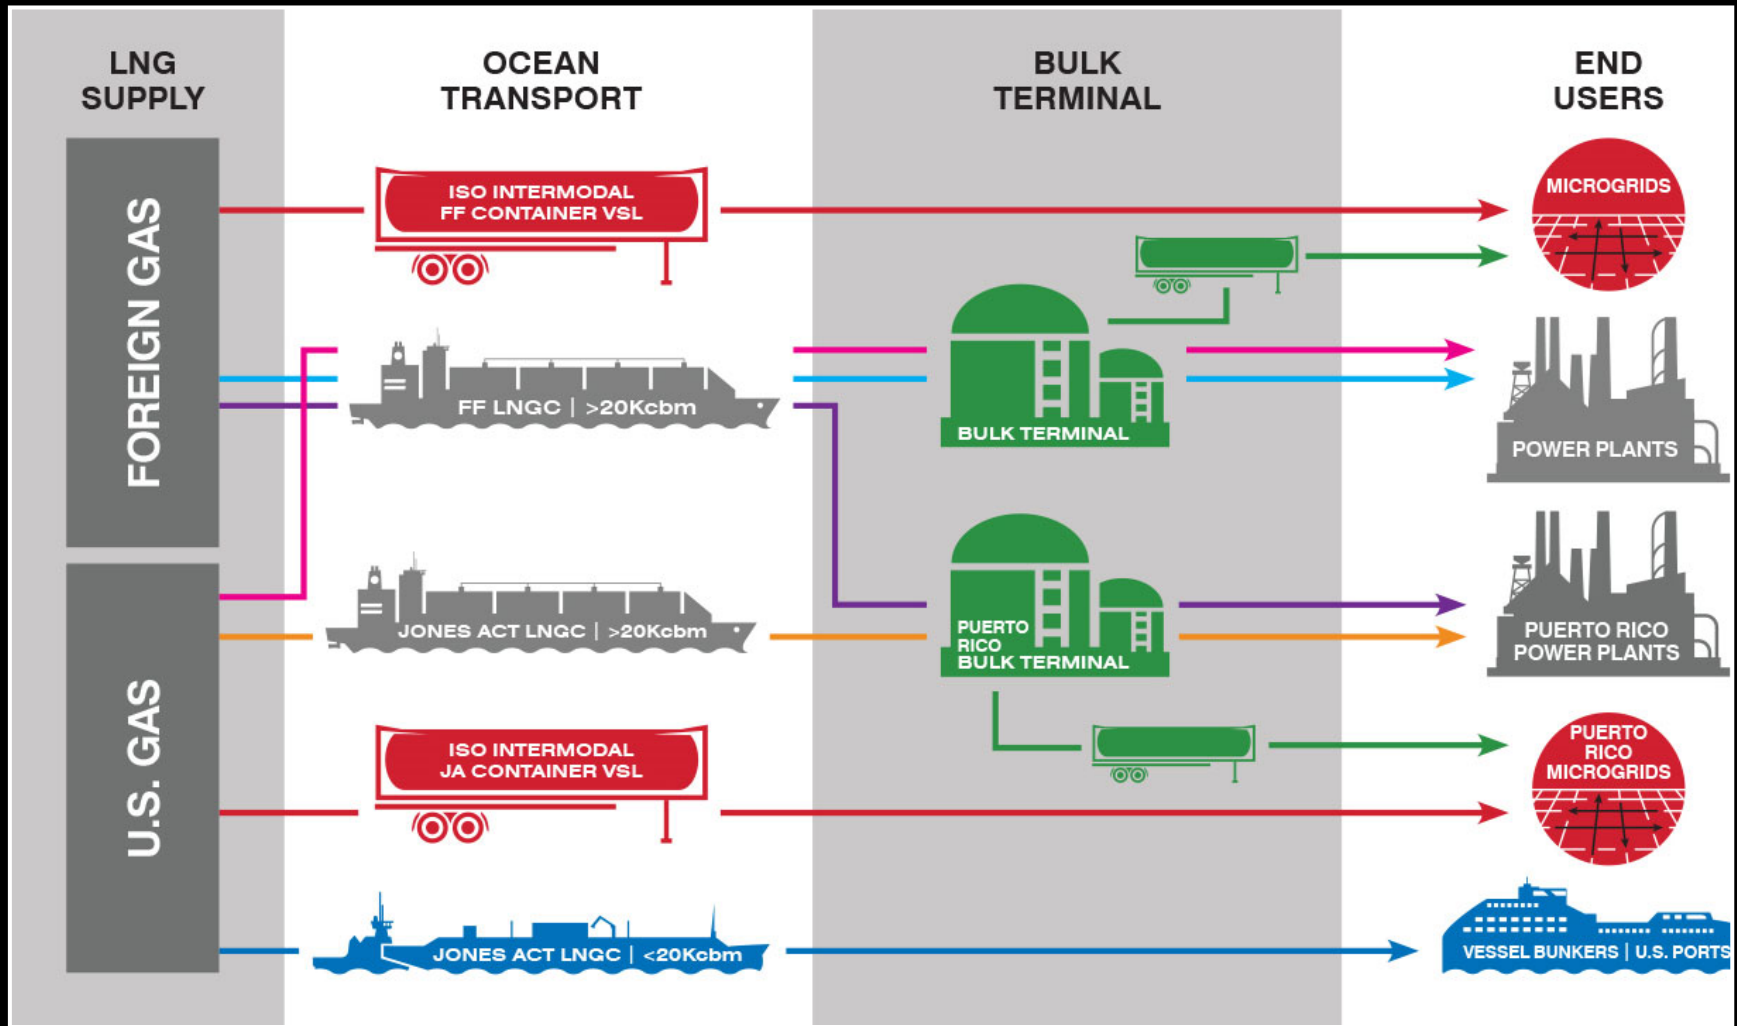 LNG
SUPPLY
OCEAN
TRANSPORT
BULK
TERMINAL
END
USERS
FOREIGN GAS
ISO INTERMODAL
FF CONTAINER VSL
MICROGRIDS
FF LNGC | >20Kcbm
BULK TERMINAL
POWER PLANTS
U.S. GAS
JONES ACT LNGC | >20Kcbm
PUERTO
RICO
BULK TERMINAL
PUERTO RICO
POWER PLANTS
ISO INTERMODAL
JA CONTAINER VSL
PUERTO
RICO
MICROGRIDS
JONES ACT LNGC | <20Kcbm
VESSEL BUNKERS | U.S. PORTS